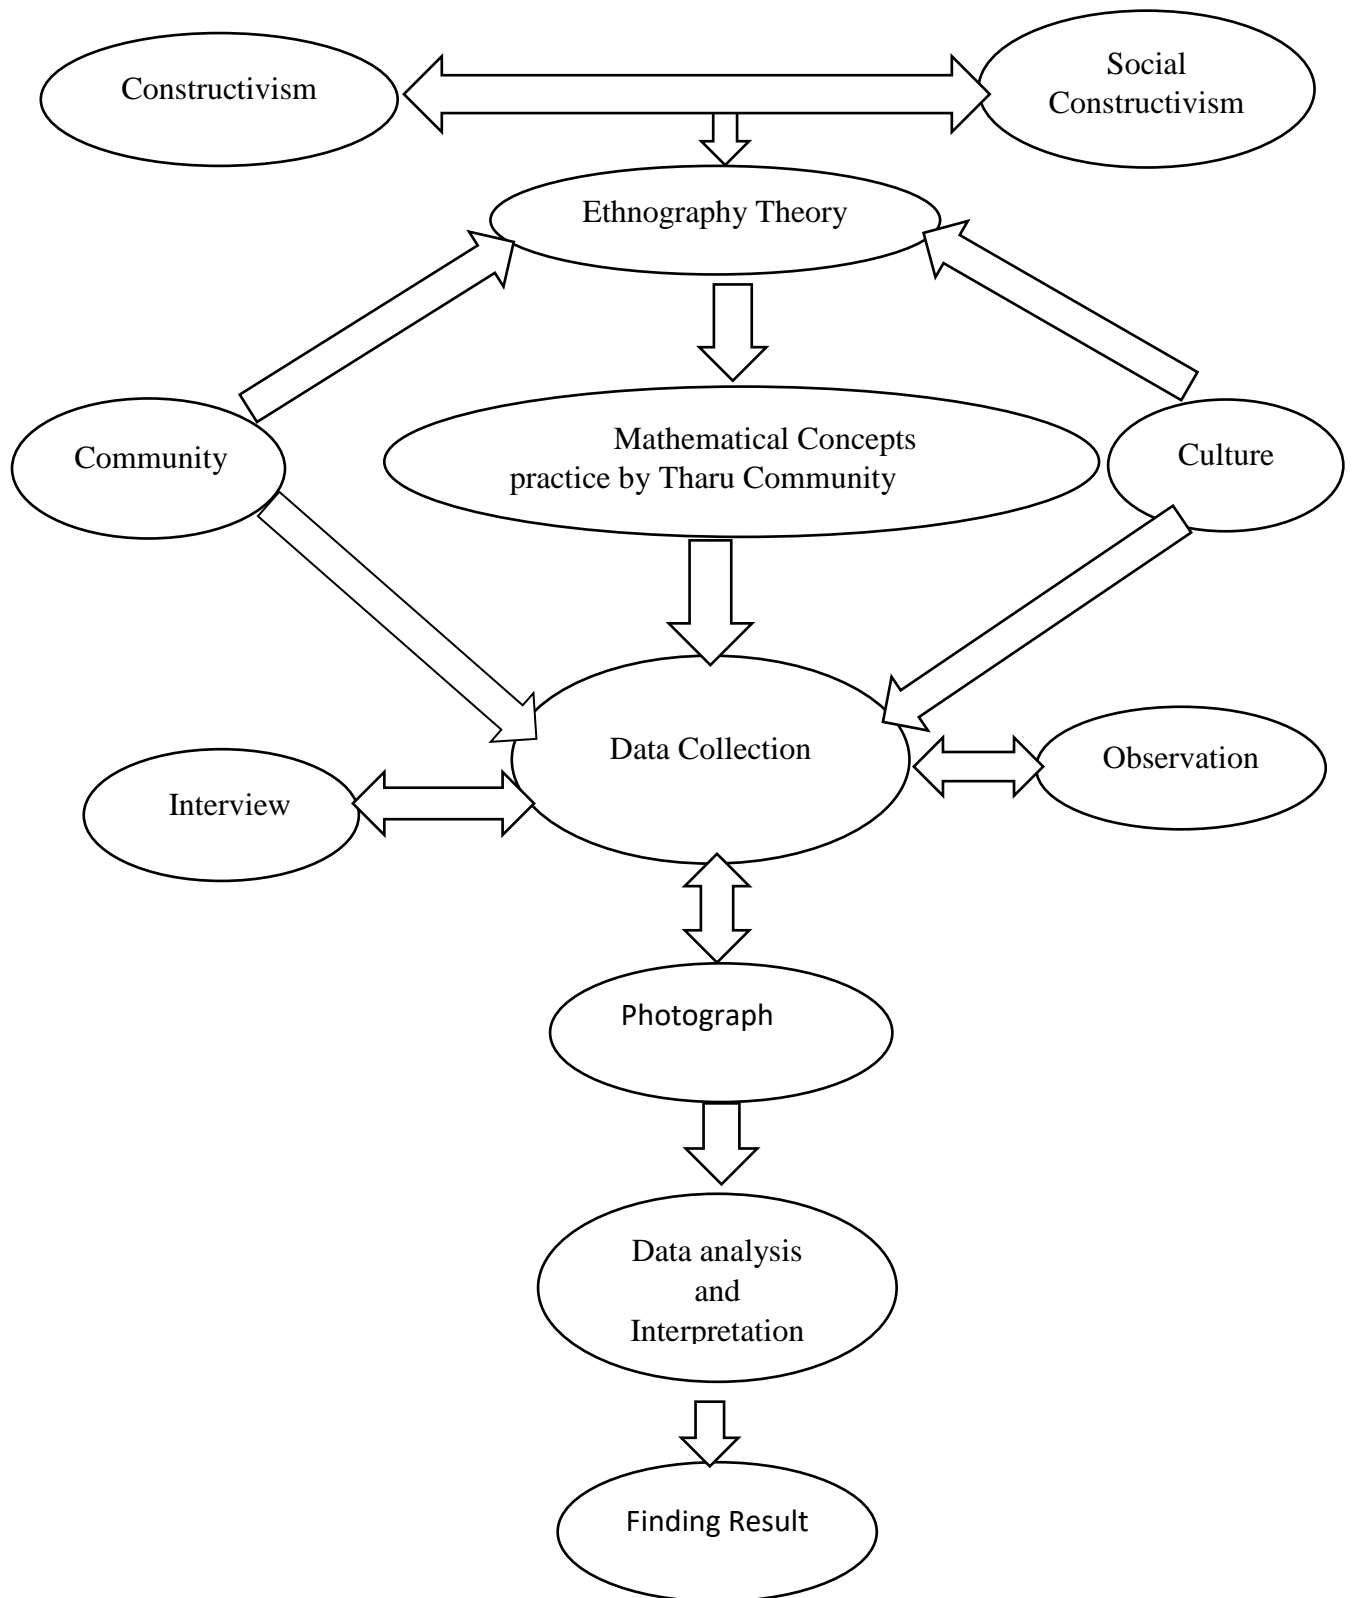 Constructivism
Social
Constructivism
Ethnography Theory
Community
Mathematical Concepts
practice by Tharu Community
Culture
Data Collection
Interview
Observation
Photograph
Data analysis
and
Interpretation
Finding Result